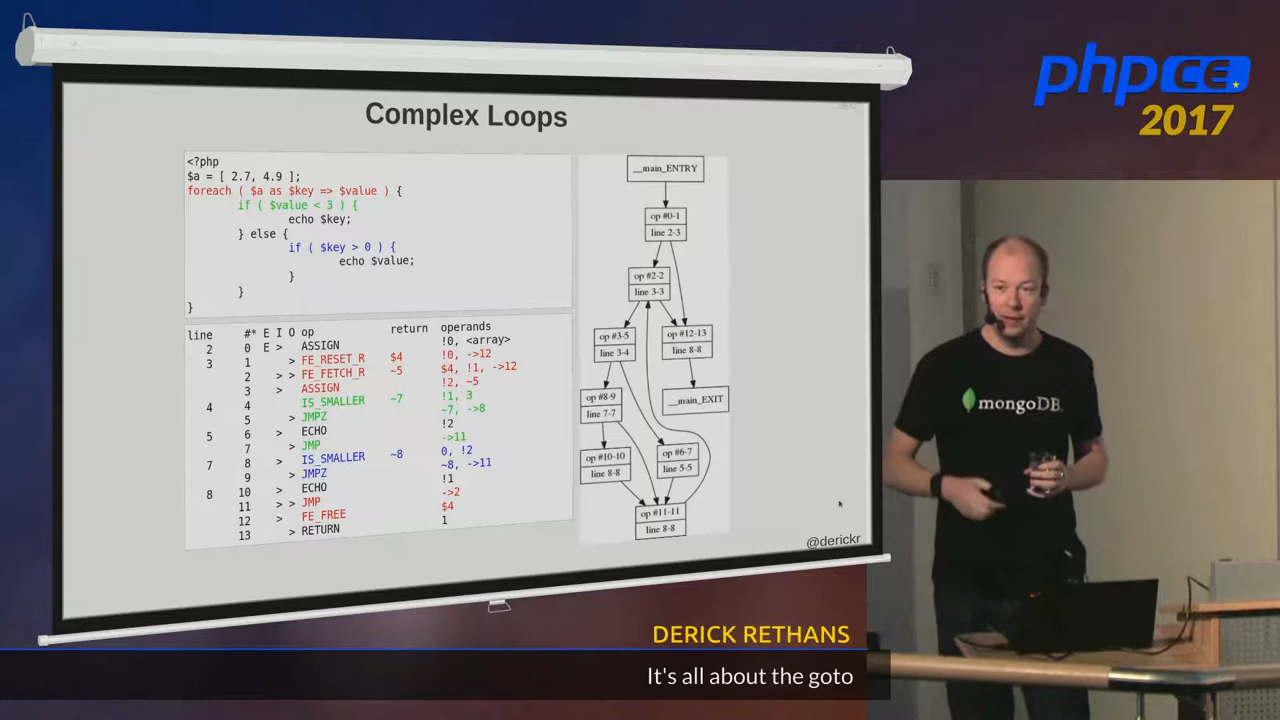 Complex Loops
<?php
$a = [ 2.7, 4.9 ];
foreach ( $a as $key => $value ) {
if ( $value < 3 ) {
echo $key;
} else {
if ( $key > 0 ) {
echo $value;
}
}
}
line #* E I O op return operands
2 0 E > ASSIGN !0, <array>
3 1 > FE_RESET_R $4 !0, ->12
2 > > FE_FETCH_R ~5 $4, !1, ->12
3 > ASSIGN !2, ~5
4 4 IS_SMALLER ~7 !1, 3
5 > JMPZ ~7, ->8
5 6 > ECHO !2
7 > JMP ->11
7 8 > IS_SMALLER ~8 0, !2
9 > JMPZ ~8, ->11
8 10 > ECHO !1
11 > > JMP ->2
12 > FE_FREE $4
13 > RETURN 1
__main_ENTRY
op #0-1
line 2-3
op #2-2
line 3-3
op #3-5
line 3-4
op #12-13
line 8-8
op #8-9
line 7-7
__main_EXIT
op #10-10
line 8-8
op #6-7
line 5-5
op #11-11
line 8-8
@derickr
phpCE
2017
mongoDB
DERICK RETHANS
It's all about the goto